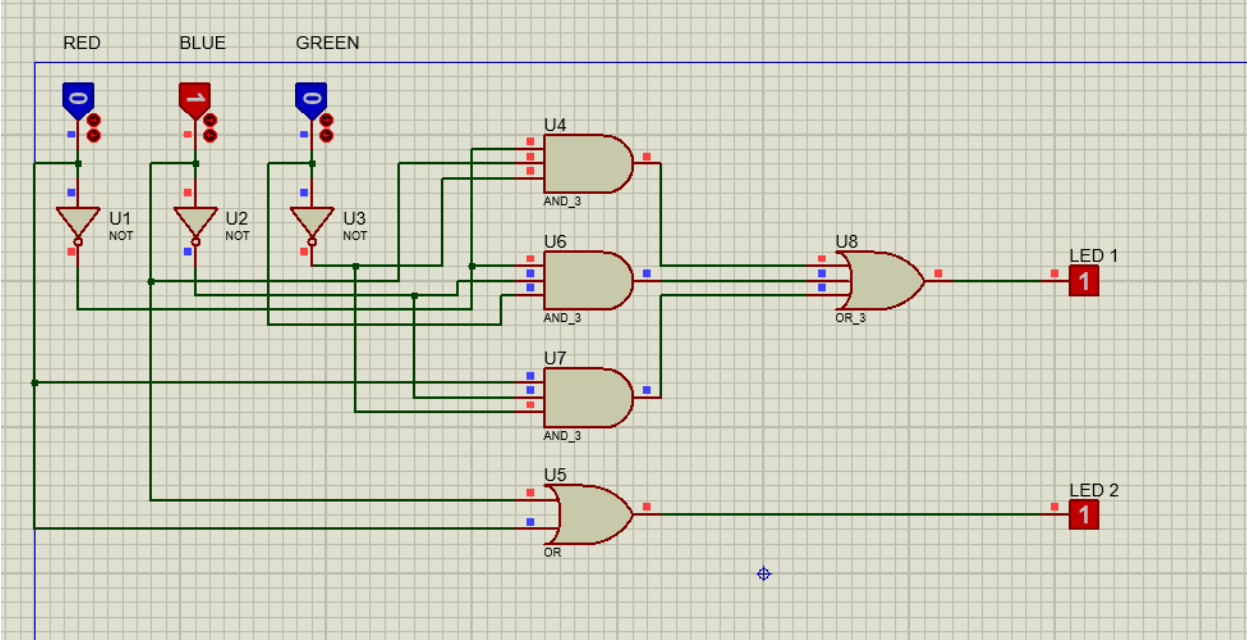 RED BLUE GREEN
0 1 0
U4
AND_3
U1
NOT
U2
NOT
U3
NOT
U6
AND_3
U8
OR_3
LED 1
1
U7
AND_3
U5
OR
LED 2
1